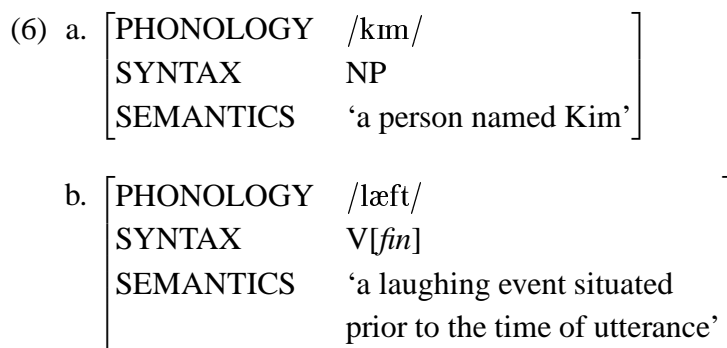 (6) a. PHONOLOGY /kɪm/
SYNTAX NP
SEMANTICS ‘a person named Kim’
b. PHONOLOGY /læft/
SYNTAX V[fin]
SEMANTICS ‘a laughing event situated
prior to the time of utterance’